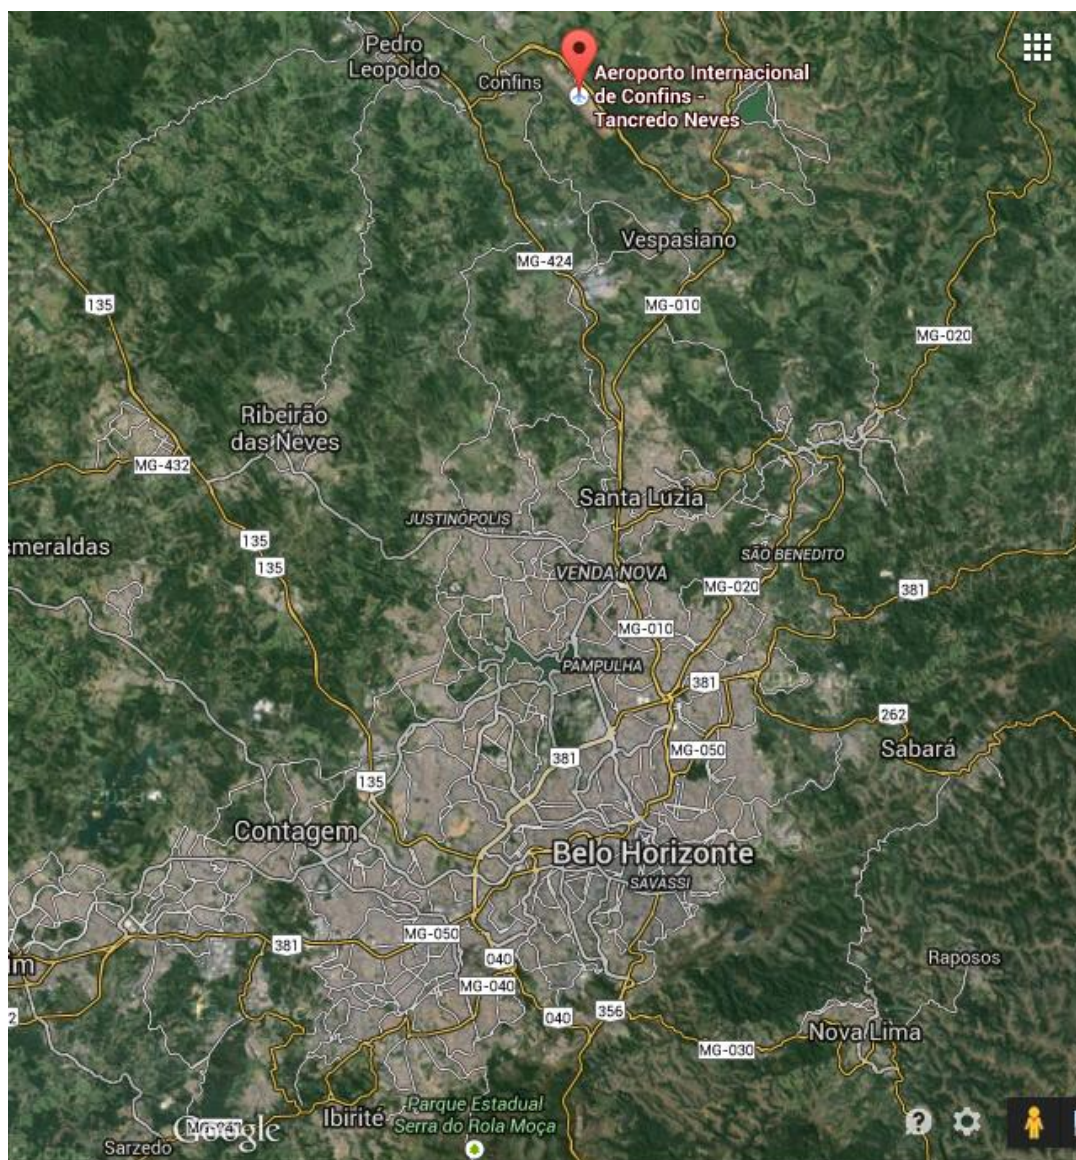 Pedro
Leopoldo
Confins
Aeroporto Internacional
de Confins -
Tancredo Neves
Vespasiano
MG-424
135
MG-010
MG-020
Ribeirão
das Neves
MG-432
Santa Luzia
JUSTINÓPOLIS
135
smeraldas
SÃO BENEDITO
135
VENDA NOVA
MG-020
381
MG-010
PAMPULHA
381
262
MG-050
Sabará
381
135
Contagem
Belo Horizonte
SAVASSI
MG-050
381
040
Raposos
im
MG-040
2
040
356
Nova Lima
MG-030
Parque Estadual
Serra do Rola Moça
Ibirité
Google
Sarzedo
?